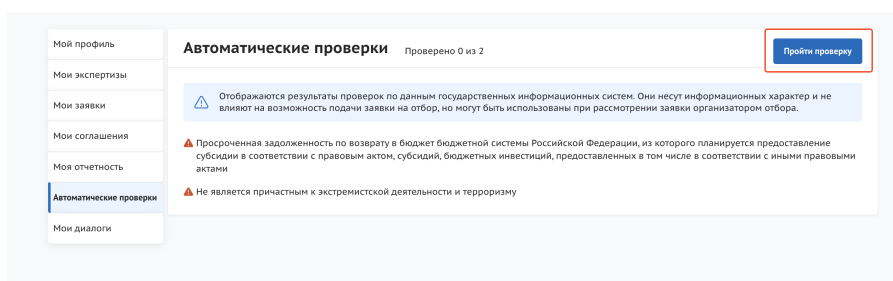 Мой профиль
Мои экспертизы
Мои заявки
Мои соглашения
Моя отчетность
Автоматические проверки
Мои диалоги
Автоматические проверки Проверено 0 из 2
Пройти проверку
Отображаются результаты проверок по данным государственных информационных систем. Они несут информационных характер и не
влияют на возможность подачи заявки на отбор, но могут быть использованы при рассмотрении заявки организатором отбора.
Просроченная задолженность по возврату в бюджет бюджетной системы Российской Федерации, из которого планируется предоставление
субсидии в соответствии с правовым актом, субсидий, бюджетных инвестиций, предоставленных в том числе в соответствии с иными правовыми
актами
Не является причастным к экстремистской деятельности и терроризму